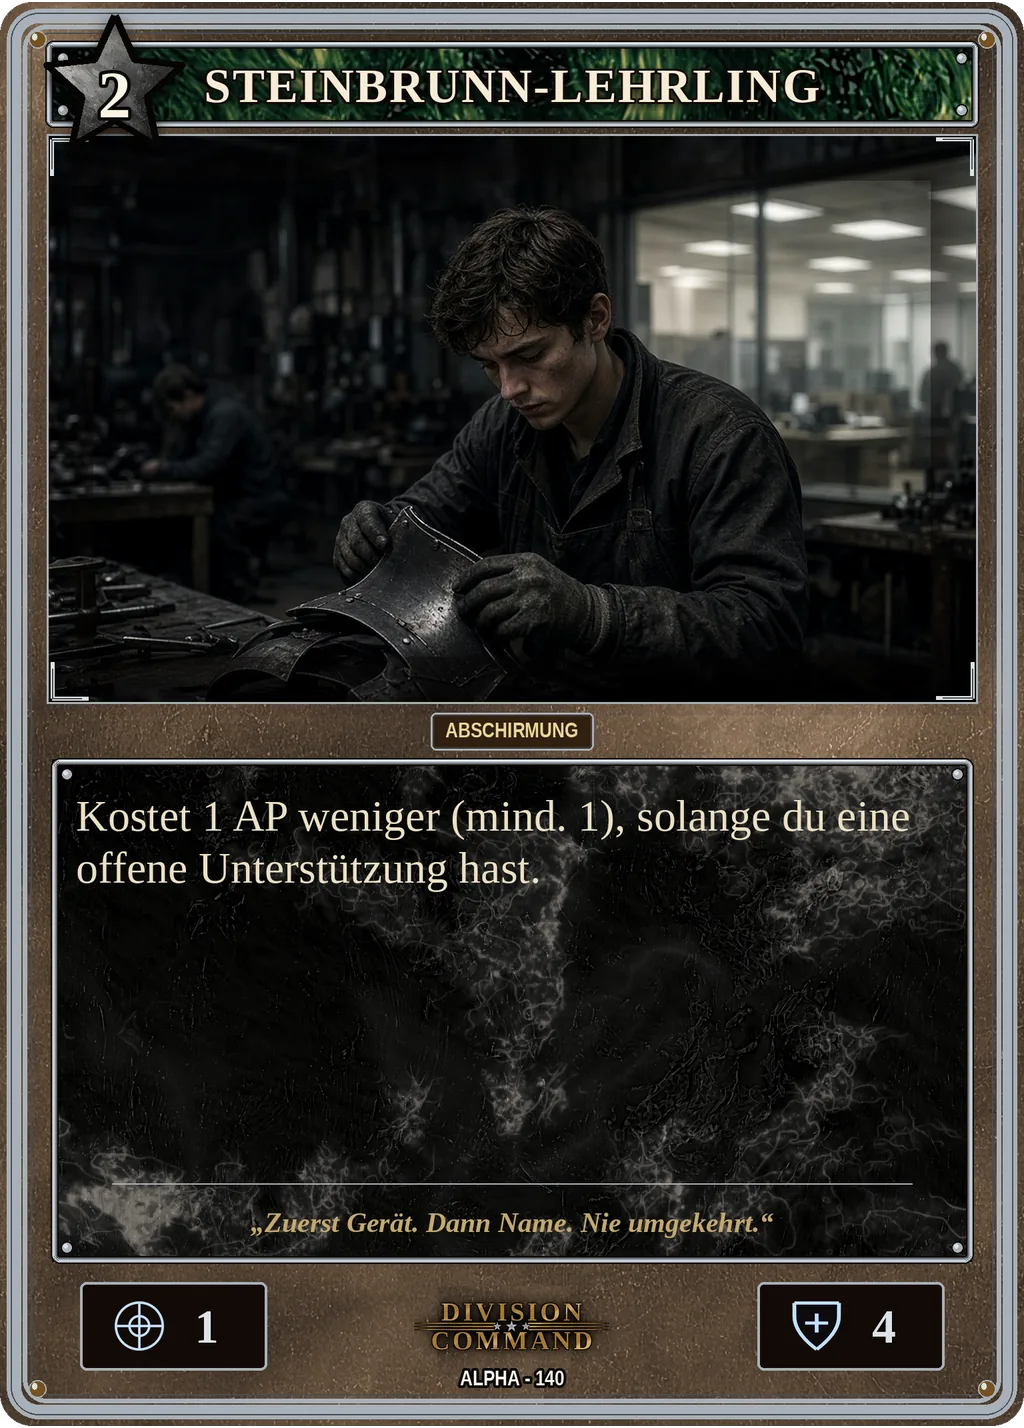 2
STEINBRUNN-LEHRLING
ABSCHIRMUNG
Kostet 1 AP weniger (mind. 1), solange du eine
offene Unterstützung hast.
„Zuerst Gerät. Dann Name. Nie umgekehrt.“
1
DIVISION
COMMAND
4
ALPHA - 140